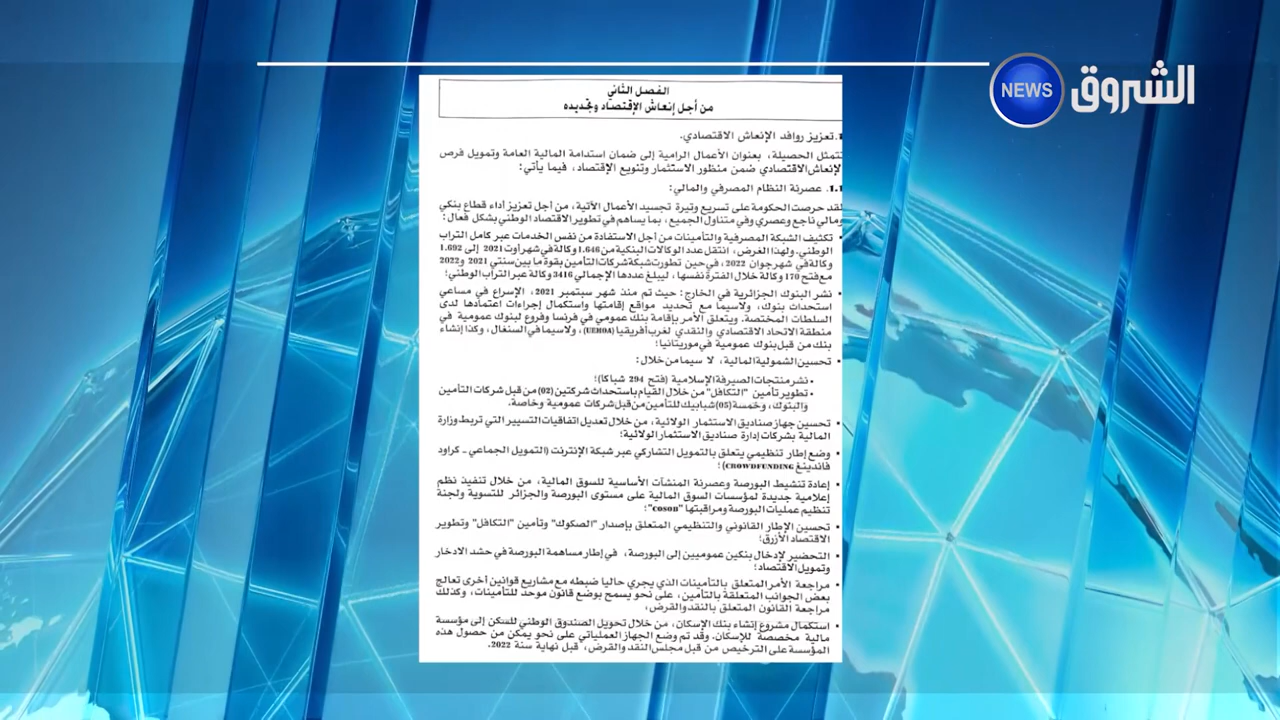 NEWS الشروق
الفصل الثاني
من أجل إنعاش الإقتصاد وتجديده
1. تعزيز روافد الإنعاش الاقتصادي.
تتمثل الحصيلة، بعنوان الأعمال الرامية إلى ضمان استدامة المالية العامة وتمويل فرص
الإنعاش الاقتصادي ضمن منظور الاستثمار وتنويع الإقتصاد، فيما يأتي:
1.1. عصرنة النظام المصرفي والمالي:
لقد حرصت الحكومة على تسريع وتيرة تجسيد الأعمال الآتية، من أجل تعزيز أداء قطاع بنكي
ومالي ناجع وعصري وفي متناول الجميع، بما يساهم في تطوير الاقتصاد الوطني بشكل فعال:
• تكثيف الشبكة المصرفية والتأمينات من أجل الاستفادة من نفس الخدمات عبر كامل التراب
الوطني. ولهذا الغرض، انتقل عدد الوكالات البنكية من 1.646 وكالة في شهر أوت 2021 إلى 1.692
وكالة في شهر جوان 2022، في حين تطورت شبكة شركات التأمين بقوة ما بين سنتي 2021 و2022
مع فتح 170 وكالة خلال الفترة نفسها، ليبلغ عددها الإجمالي 3416 وكالة عبر التراب الوطني؛
• نشر البنوك الجزائرية في الخارج: حيث تم منذ شهر سبتمبر 2021، الإسراع في مساعي
استحداث بنوك، ولاسيما مع تحديد مواقع إقامتها واستكمال إجراءات اعتمادها لدى
السلطات المختصة. ويتعلق الأمر بإقامة بنك عمومي في فرنسا وفروع لبنوك عمومية في
منطقة الاتحاد الاقتصادي والنقدي لغرب أفريقيا (UEMOA)، ولاسيما في السنغال، وكذا إنشاء
بنك من قبل بنوك عمومية في موريتانيا؛
• تحسين الشمولية المالية، لا سيما من خلال:
• نشر منتجات الصيرفة الإسلامية (فتح 294 شباكا)؛
• تطوير تأمين "التكافل" من خلال القيام باستحداث شركتين (02) من قبل شركات التأمين
والبنوك، وخمسة (05) شبابيك للتأمين من قبل شركات عمومية وخاصة.
• تحسين جهاز صناديق الاستثمار الولائية، من خلال تعديل اتفاقيات التسيير التي تربط وزارة
المالية بشركات إدارة صناديق الاستثمار الولائية؛
• وضع إطار تنظيمي يتعلق بالتمويل التشاركي عبر شبكة الإنترنت (التمويل الجماعي ـ كراود
فاندينغ CROWDFUNDING)؛
• إعادة تنشيط البورصة وعصرنة المنشآت الأساسية للسوق المالية، من خلال تنفيذ نظم
إعلامية جديدة لمؤسسات السوق المالية على مستوى البورصة والجزائر للتسوية ولجنة
تنظيم عمليات البورصة ومراقبتها "COSOB"؛
• تحسين الإطار القانوني والتنظيمي المتعلق بإصدار "الصكوك" وتأمين "التكافل" وتطوير
الاقتصاد الأزرق؛
• التحضير لإدخال بنكين عموميين إلى البورصة، في إطار مساهمة البورصة في حشد الادخار
وتمويل الاقتصاد؛
• مراجعة الأمر المتعلق بالتأمينات الذي يجري حاليا ضبطه مع مشاريع قوانين أخرى تعالج
بعض الجوانب المتعلقة بالتأمين، على نحو يسمح بوضع قانون موحد للتأمينات، وكذلك
مراجعة القانون المتعلق بالنقد والقرض،
• استكمال مشروع إنشاء بنك الإسكان، من خلال تحويل الصندوق الوطني للسكن إلى مؤسسة
مالية مخصصة للإسكان. وقد تم وضع الجهاز العملياتي على نحو يمكن من حصول هذه
المؤسسة على الترخيص من قبل مجلس النقد والقرض، قبل نهاية سنة 2022.